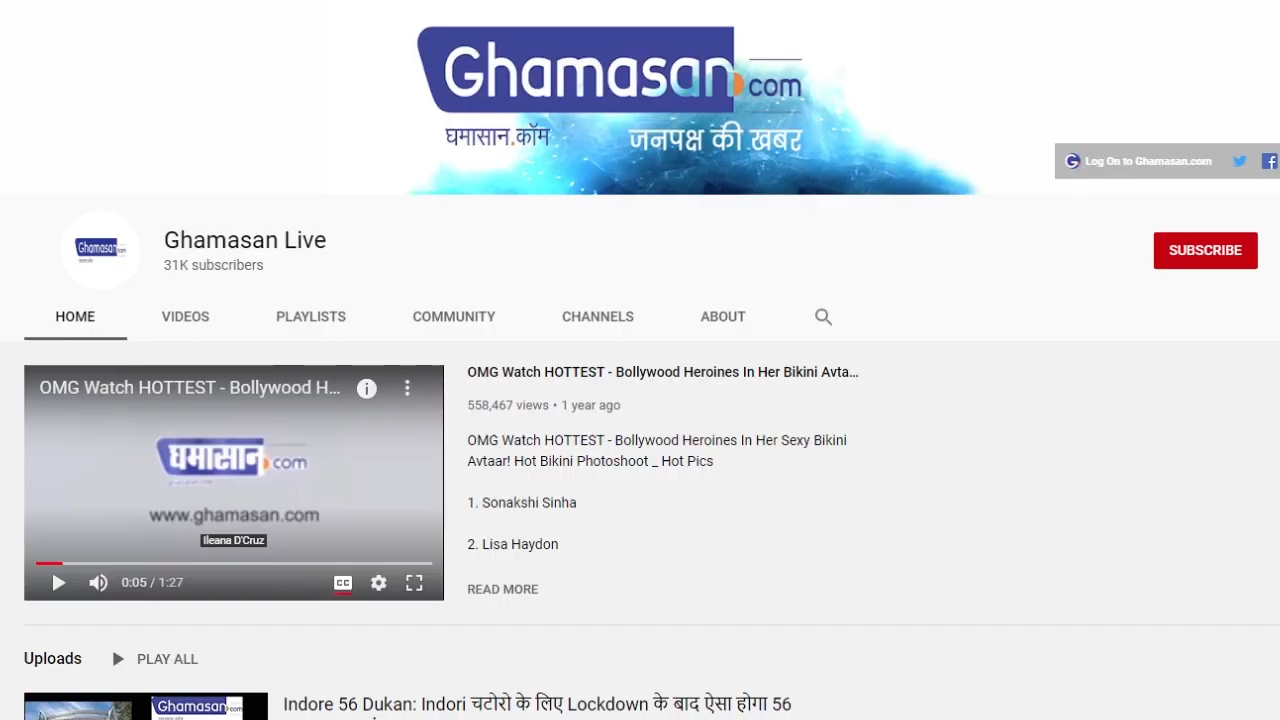 Ghamasan.com
घमासान.कॉम
जनपक्ष की खबर
Log On to Ghamasan.com
Ghamasan.com
Ghamasan Live
31K subscribers
SUBSCRIBE
HOME VIDEOS PLAYLISTS COMMUNITY CHANNELS ABOUT
OMG Watch HOTTEST - Bollywood H...
घमासान.com
www.ghamasan.com
Ileana D'Cruz
0:05 / 1:27
CC
OMG Watch HOTTEST - Bollywood Heroines In Her Bikini Avta...
558,467 views • 1 year ago
OMG Watch HOTTEST - Bollywood Heroines In Her Sexy Bikini
Avtaar! Hot Bikini Photoshoot _ Hot Pics
1. Sonakshi Sinha
2. Lisa Haydon
READ MORE
Uploads PLAY ALL
Ghamasan.com
Indore 56 Dukan: Indori चटोरो के लिए Lockdown के बाद ऐसा होगा 56